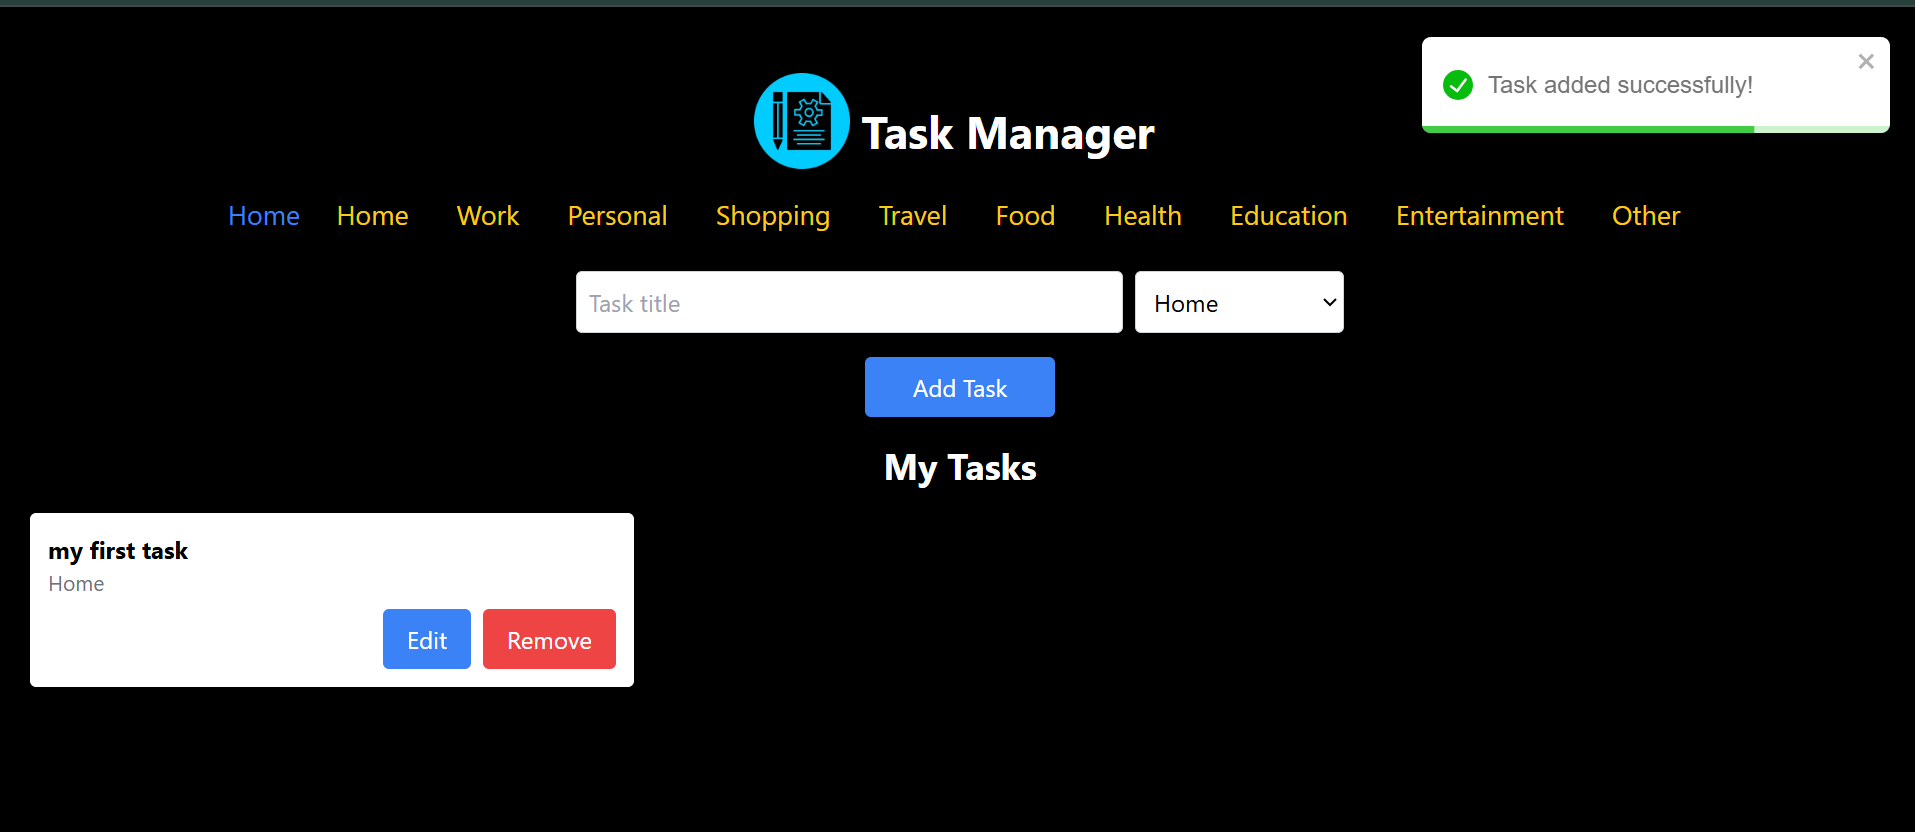 Task added successfully!
Task Manager
Home Home Work Personal Shopping Travel Food Health Education Entertainment Other
Task title Home
Add Task
My Tasks
my first task
Home
Edit Remove